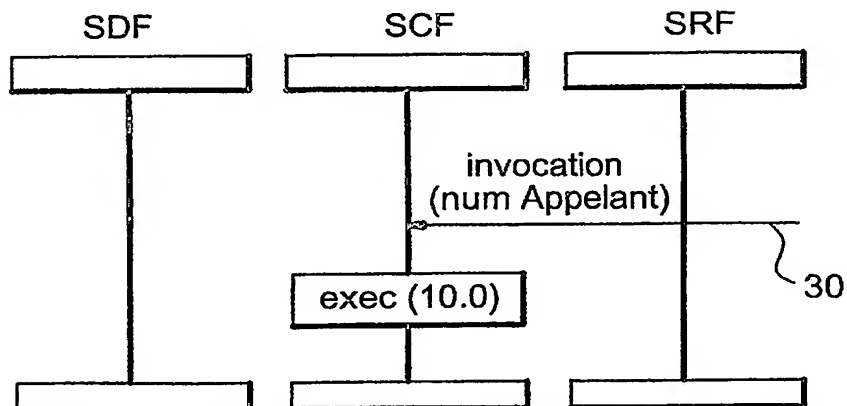 SDF SCF SRF
invocation
(num Appelant)
30
exec (10.0)